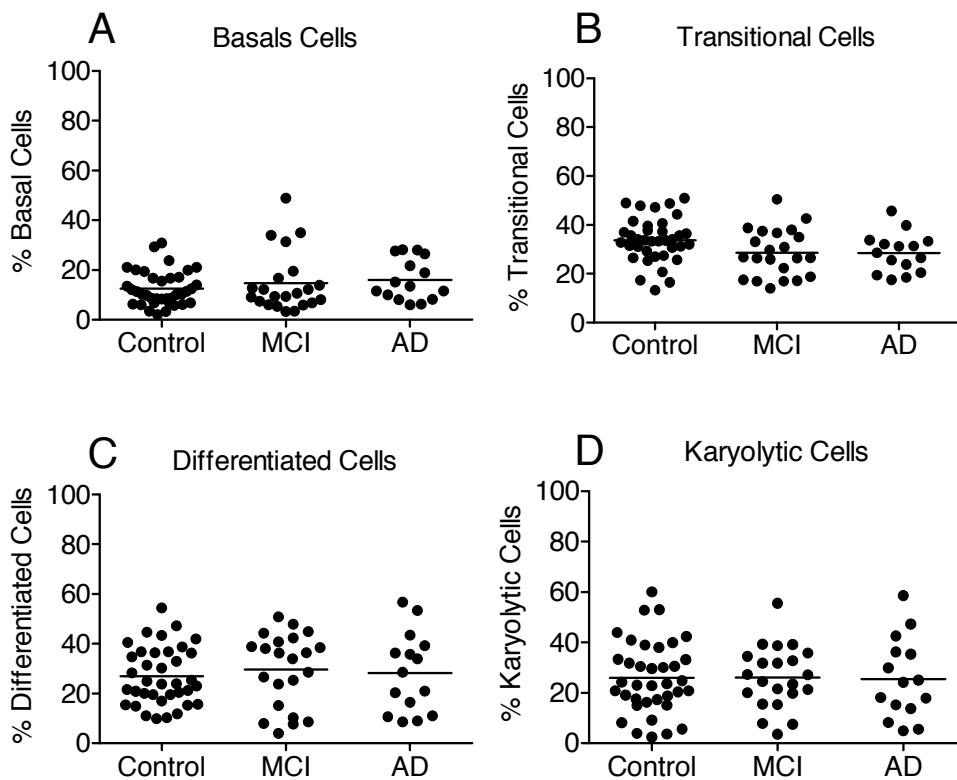 A
Basals Cells
% Basal Cells
100
80
60
40
20
0
Control MCI AD
B
Transitional Cells
% Transitional Cells
100
80
60
40
20
0
Control MCI AD
C
Differentiated Cells
% Differentiated Cells
100
80
60
40
20
0
Control MCI AD
D
Karyolytic Cells
% Karyolytic Cells
100
80
60
40
20
0
Control MCI AD